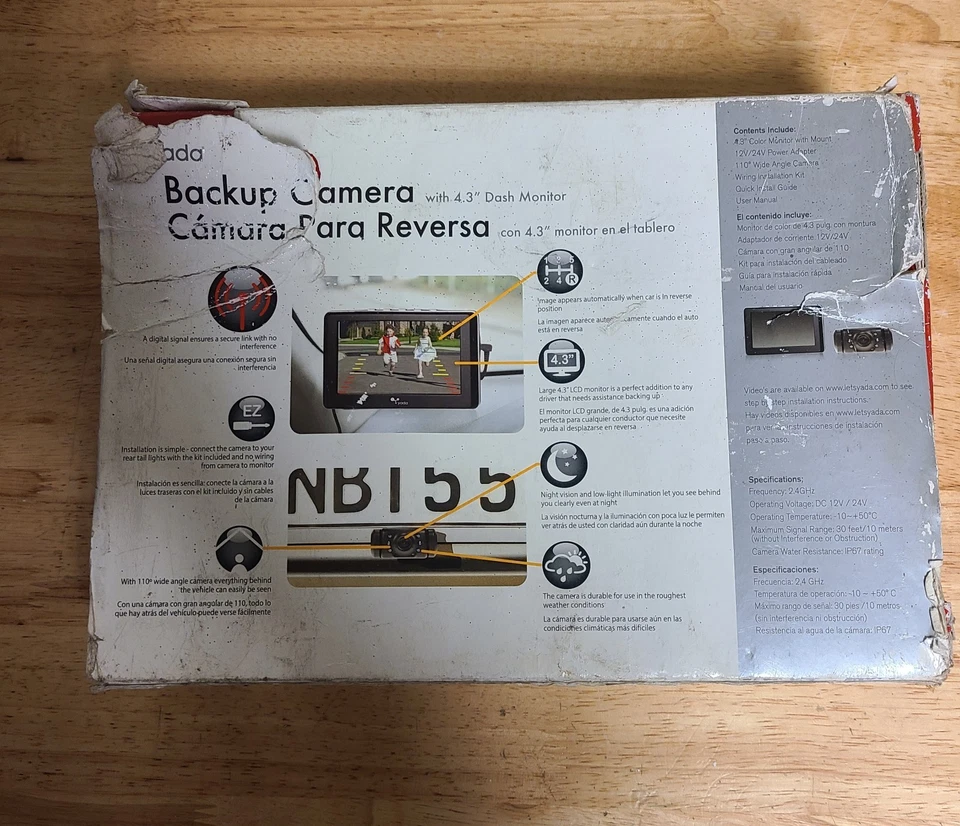 ada
Backup Camera with 4.3" Dash Monitor
Cámara Para Reversa con 4.3" monitor en el tablero
A digital signal ensures a secure link with no
interference
Una señal digital asegura una conexión segura sin
interferencia
EZ
Installation is simple - connect the camera to your
rear tail lights with the kit included and no wiring
from camera to monitor
Instalación es sencilla: conecte la cámara a la
luces traseras con el kit incluido y sin cables
de la cámara
With 110º wide angle camera everything behind
the vehicle can easily be seen
Con una cámara con gran angular de 110, todo lo
que hay atrás del vehículo puede verse fácilmente
yada
NBT55
1 3 5
2 4 R
Image appears automatically when car is in reverse
position
La imagen aparece cuando el auto
está en reversa
4.3"
Large 4.3" LCD monitor is a perfect addition to any
driver that needs assistance backing up
El monitor LCD grande, de 4.3 pulg. es una adición
perfecta para cualquier conductor que necesite
ayuda al desplazarse en reversa
Night vision and low-light illumination let you see behind
you clearly even at night
La visión nocturna y la iluminación con poca luz le permiten
ver atrás de usted con claridad aún durante la noche
The camera is durable for use in the roughest
weather conditions
La cámara es durable para usarse aún en las
condiciones climáticas más difíciles
Contents Include:
4.3" Color Monitor with Mount
12V/24V Power Adapter
110° Wide Angle Camera
Wiring Installation Kit
Quick Install Guide
User Manual
El contenido incluye:
Monitor de color de 4.3 pulg. con montura
Adaptador de corriente 12V/24V
Cámara con gran angular de 110
Kit para instalación del cableado
Guía para instalación rápida
Manual del usuario
Video's are available on www.letsyada.com to see
step by step installation instructions.
Hay videos disponibles en www.letsyada.com
para ver instrucciones de instalación
paso a paso.
Specifications:
Frequency: 2.4GHz
Operating Voltage: DC 12V / 24V
Operating Temperature: -10~+50°C
Maximum Signal Range: 30 feet/10 meters
(without Interference or Obstruction)
Camera Water Resistance: IP67 rating
Especificaciones:
Frecuencia: 2,4 GHz
Temperatura de operación: -10 ~ +50° C
Máximo rango de señal: 30 pies/10 metros
(sin interferencia ni obstrucción)
Resistencia al agua de la cámara: IP67